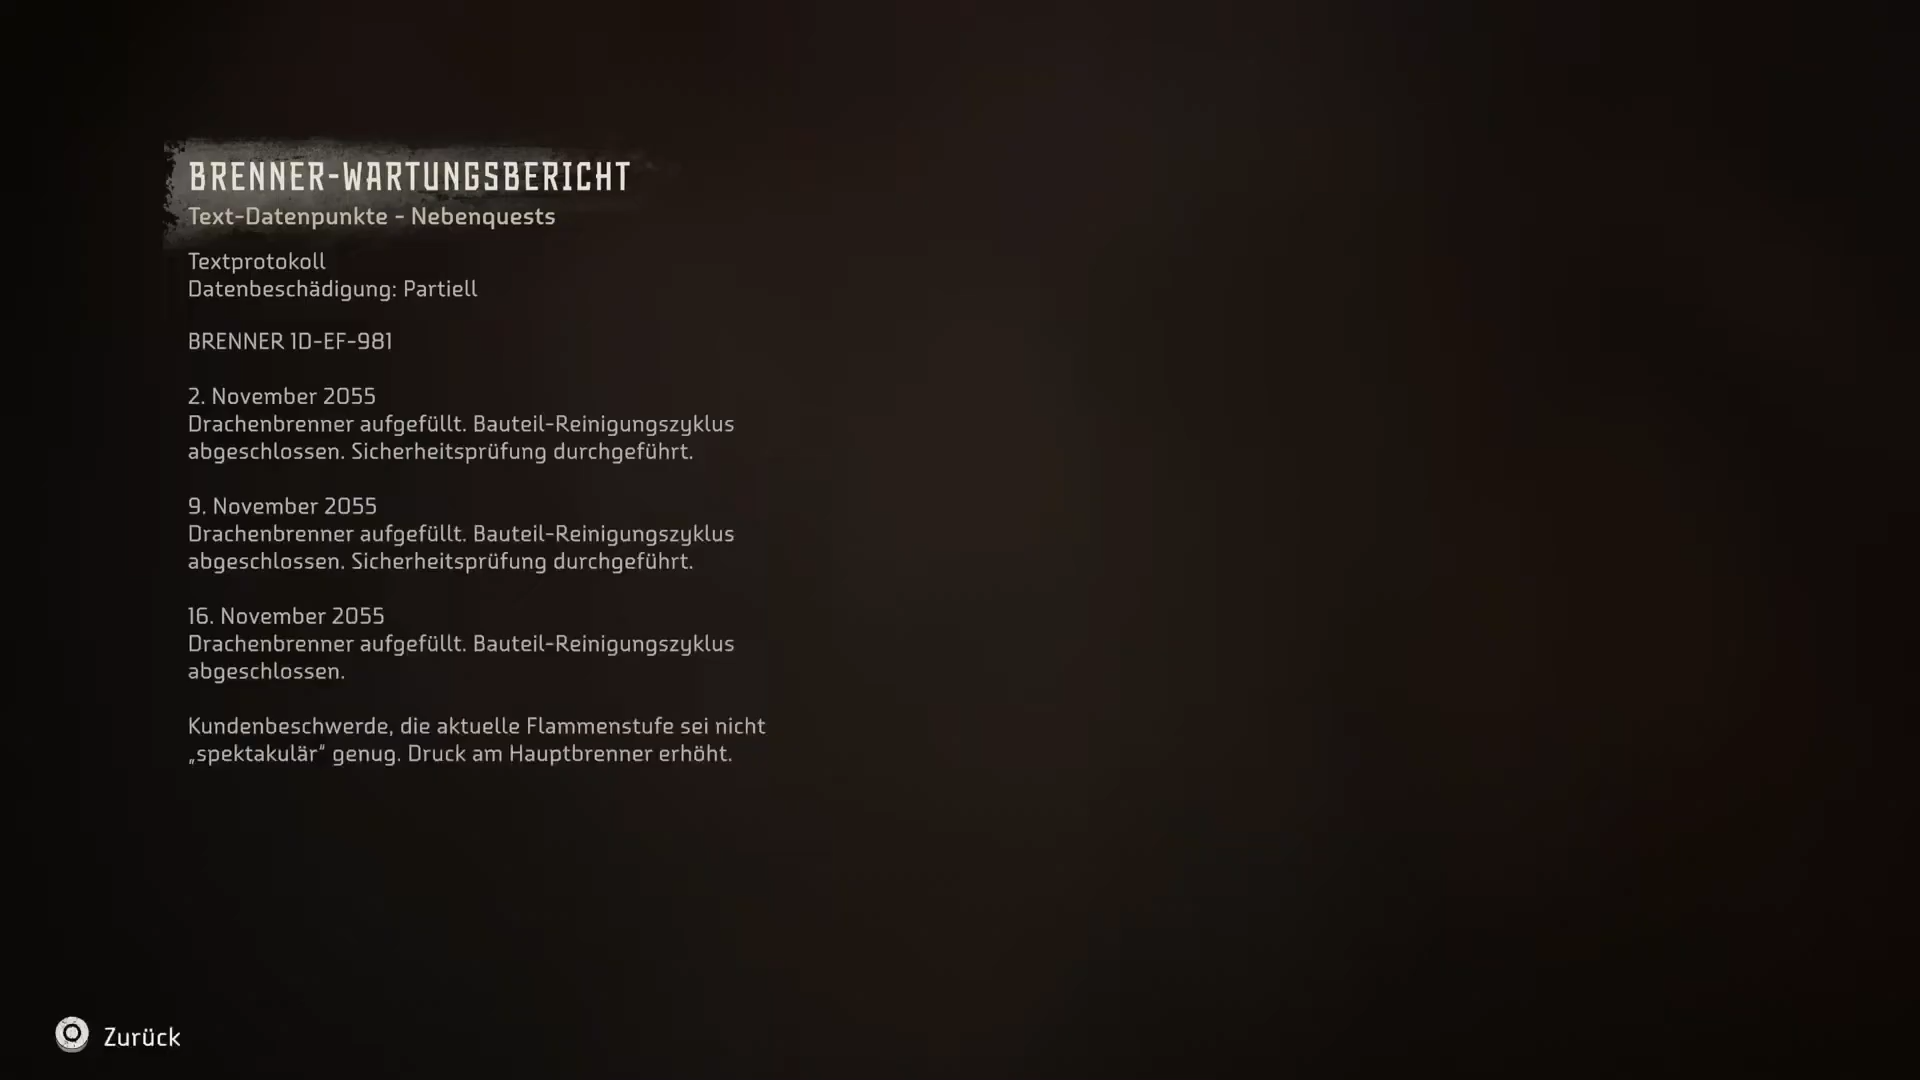 BRENNER-WARTUNGSBERICHT
Text-Datenpunkte - Nebenquests
Textprotokoll
Datenbeschädigung: Partiell
BRENNER 1D-EF-981
2. November 2055
Drachenbrenner aufgefüllt. Bauteil-Reinigungszyklus
abgeschlossen. Sicherheitsprüfung durchgeführt.
9. November 2055
Drachenbrenner aufgefüllt. Bauteil-Reinigungszyklus
abgeschlossen. Sicherheitsprüfung durchgeführt.
16. November 2055
Drachenbrenner aufgefüllt. Bauteil-Reinigungszyklus
abgeschlossen.
Kundenbeschwerde, die aktuelle Flammenstufe sei nicht
„spektakulär“ genug. Druck am Hauptbrenner erhöht.
Zurück